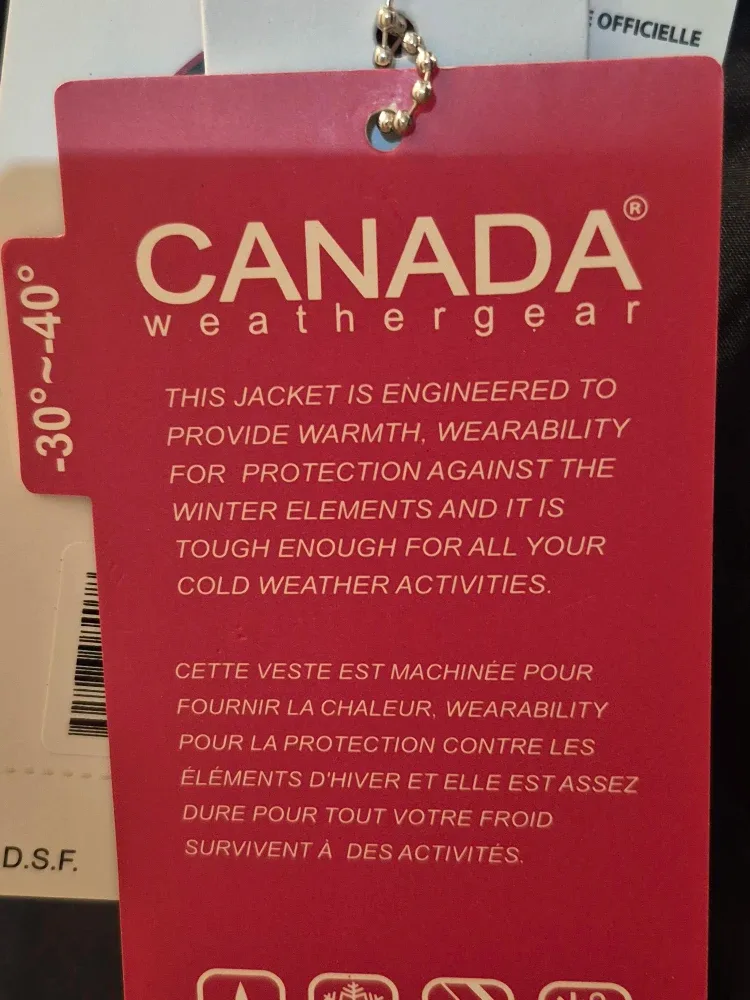 E OFFICIELLE
CANADA®
weathergear
-30°~-40°
THIS JACKET IS ENGINEERED TO
PROVIDE WARMTH, WEARABILITY
FOR PROTECTION AGAINST THE
WINTER ELEMENTS AND IT IS
TOUGH ENOUGH FOR ALL YOUR
COLD WEATHER ACTIVITIES.
CETTE VESTE EST MACHINÉE POUR
FOURNIR LA CHALEUR, WEARABILITY
POUR LA PROTECTION CONTRE LES
ÉLÉMENTS D'HIVER ET ELLE EST ASSEZ
DURE POUR TOUT VOTRE FROID
SURVIVENT À DES ACTIVITÉS.
D.S.F.